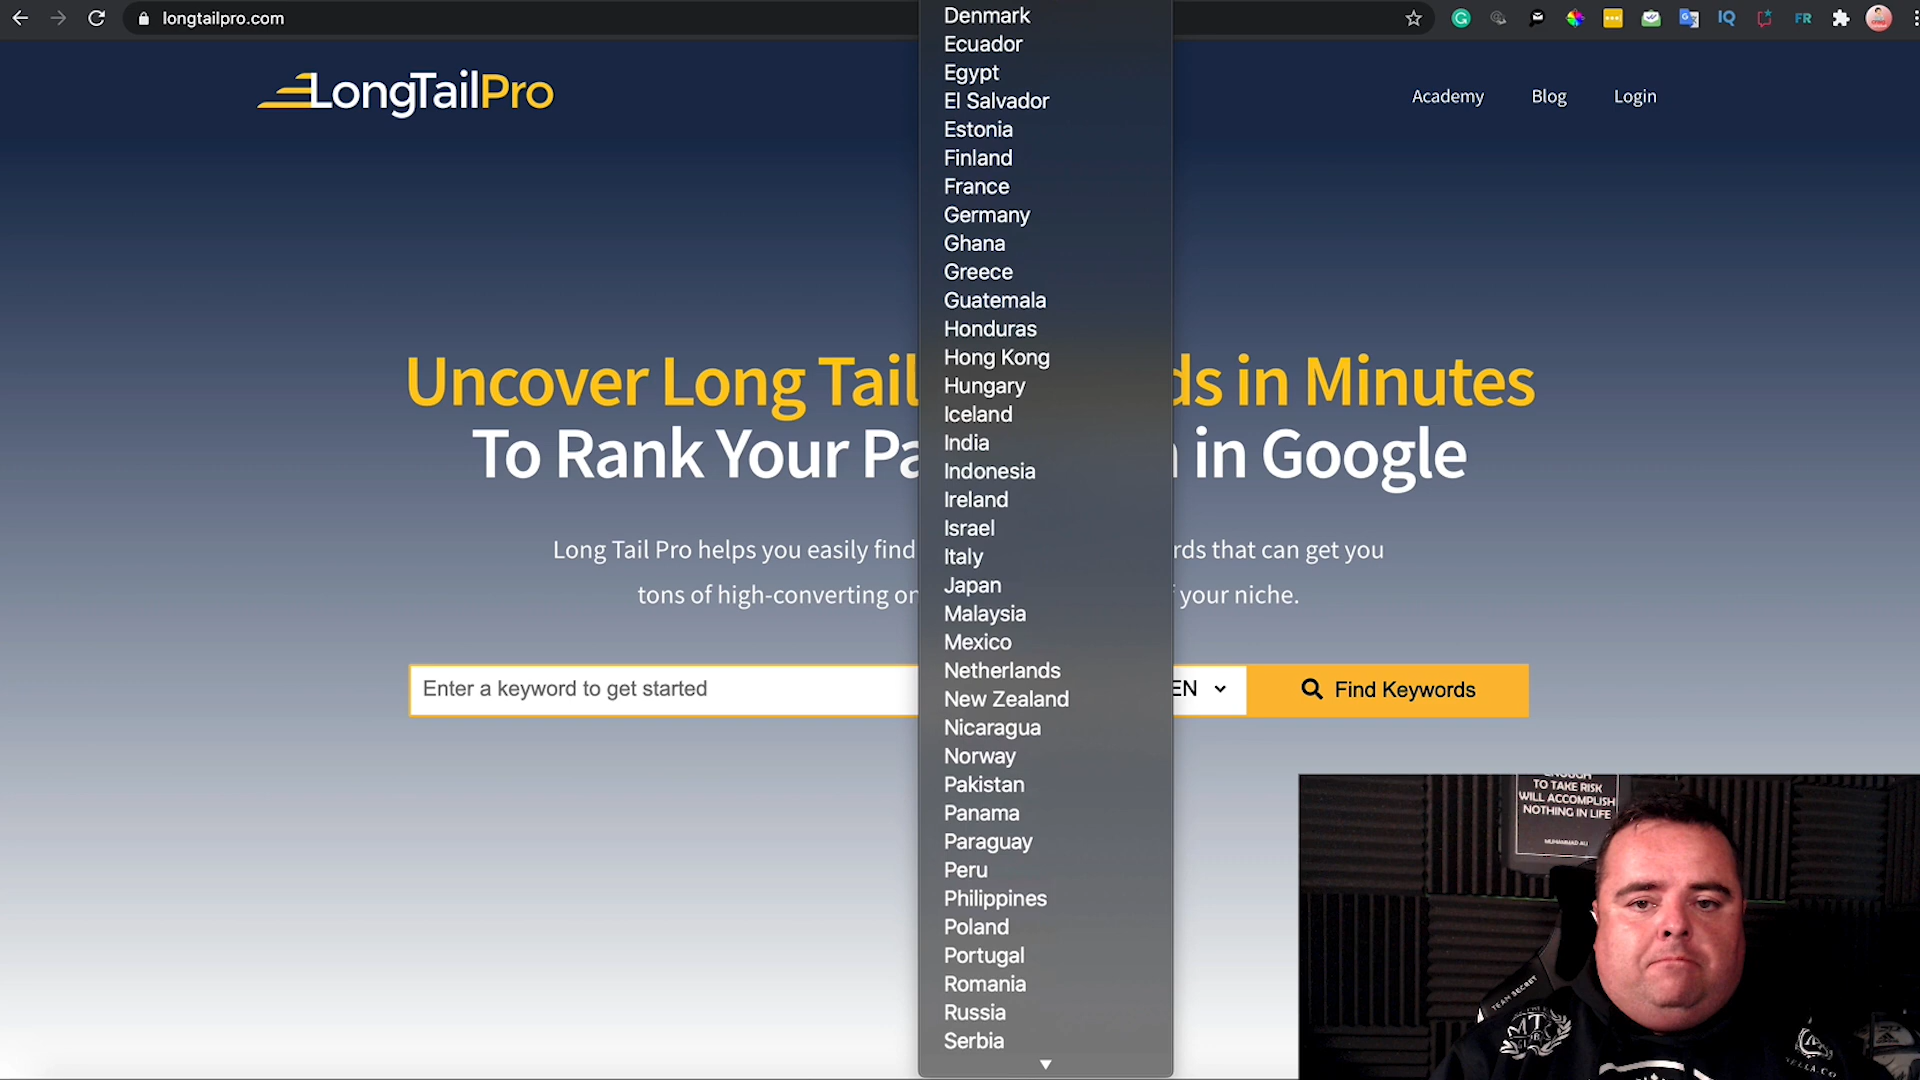 longtailpro.com
IQ
FR
LongTailPro
Academy
Blog
Login
Uncover Long Tail
ds in Minutes
To Rank Your Pa
in Google
Long Tail Pro helps you easily find
rds that can get you
tons of high-converting
your niche.
Enter a keyword to get started
EN
Find Keywords
Denmark
Ecuador
Egypt
El Salvador
Estonia
Finland
France
Germany
Ghana
Greece
Guatemala
Honduras
Hong Kong
Hungary
Iceland
India
Indonesia
Ireland
Israel
Italy
Japan
Malaysia
Mexico
Netherlands
New Zealand
Nicaragua
Norway
Pakistan
Panama
Paraguay
Peru
Philippines
Poland
Portugal
Romania
Russia
Serbia
TO TAKE RISK
WILL ACCOMPLISH
NOTHING IN LIFE
MUHAMMAD ALI
TEAM SECRET